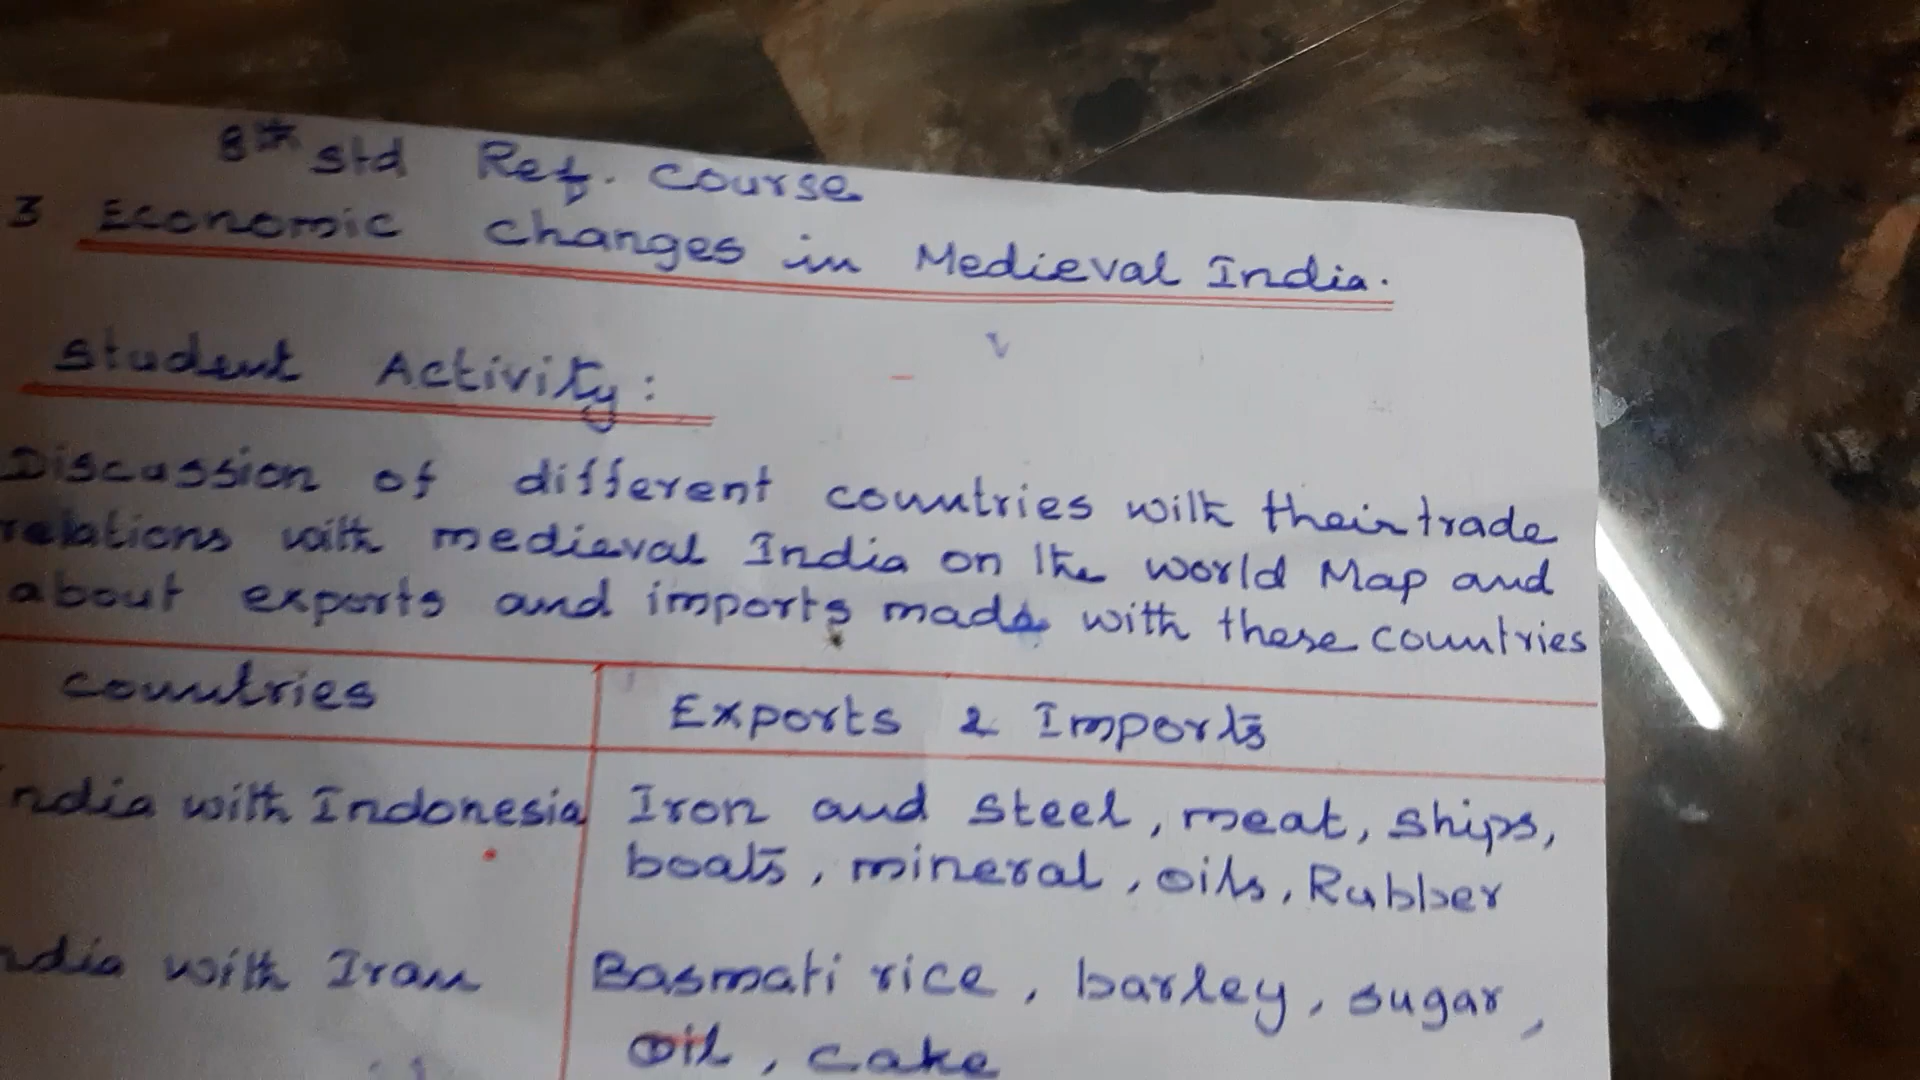 8th std Ref. Course
3 Economic changes in Medieval India.
Student Activity:
Discussion of different countries with their trade
relations with medieval India on the world Map and
about exports and imports made with these countries
Countries
Exports & Imports
India with Indonesia
Iron and steel, meat, ships,
boats, mineral, oils, Rubber
ndia with Iran
Basmati rice, barley, sugar,
oil, cake